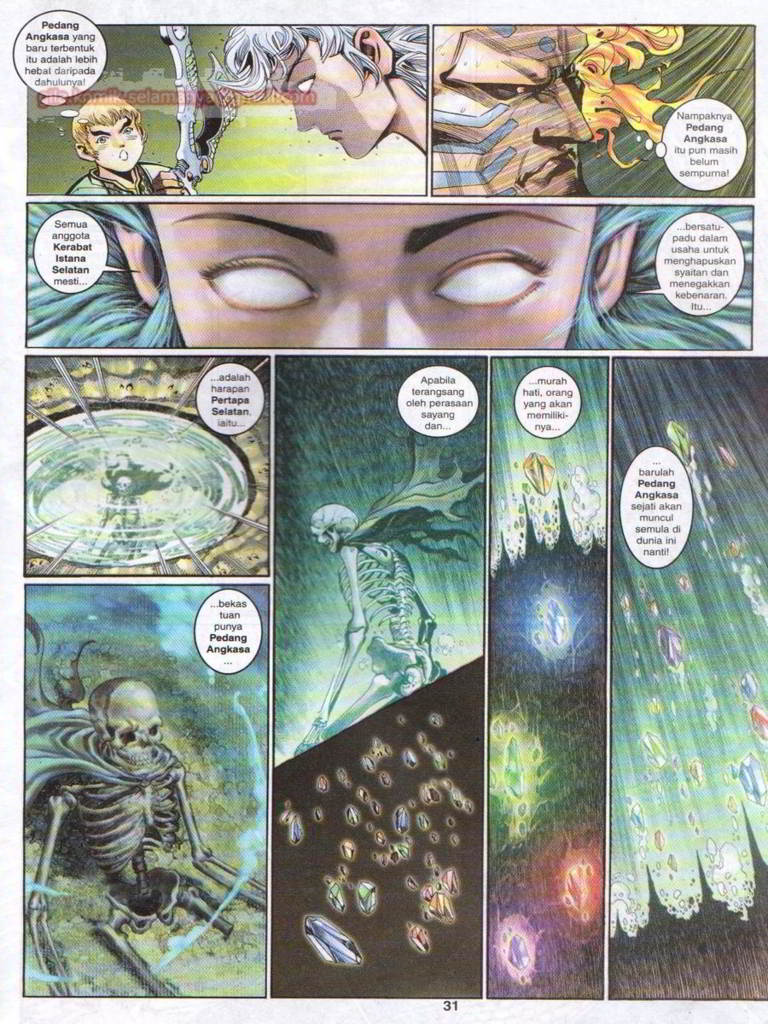 Pedang
Angkasa yang
baru terbentuk
itu adalah lebih
hebat daripada
dahulunya!
Nampaknya
Pedang
Angkasa
itu pun masih
belum
sempurna!
Semua
anggota
Kerabat
Istana
Selatan
mesti...
...bersatu-
padu dalam
usaha untuk
menghapuskan
syaitan dan
menegakkan
kebenaran.
Itu...
...adalah
harapan
Pertapa
Selatan,
iaitu...
...bekas
tuan
punya
Pedang
Angkasa
...
Apabila
terangsang
oleh perasaan
sayang
dan...
...murah
hati, orang
yang akan
memiliki-
nya...
...
barulah
Pedang
Angkasa
sejati akan
muncul
semula di
dunia ini
nanti!
31